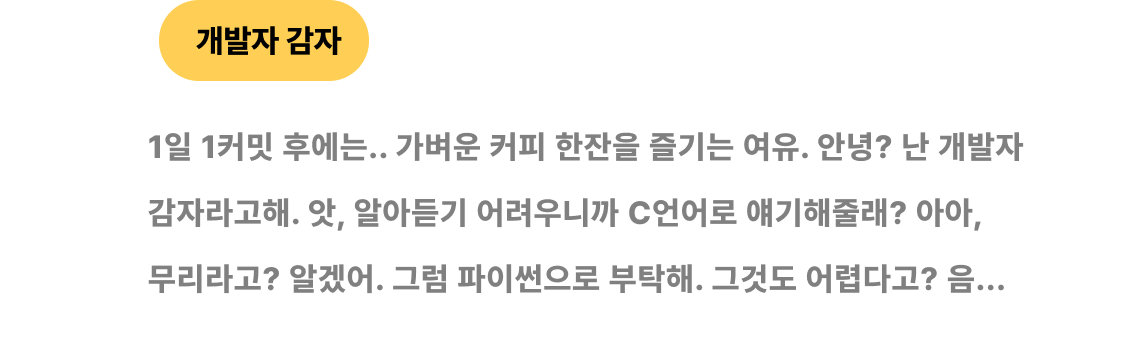 개발자 감자
1일 1커밋 후에는.. 가벼운 커피 한잔을 즐기는 여유. 안녕? 난 개발자
감자라고해. 앗, 알아듣기 어려우니까 C언어로 얘기해줄래? 아아,
무리라고? 알겠어. 그럼 파이썬으로 부탁해. 그것도 어렵다고? 음...